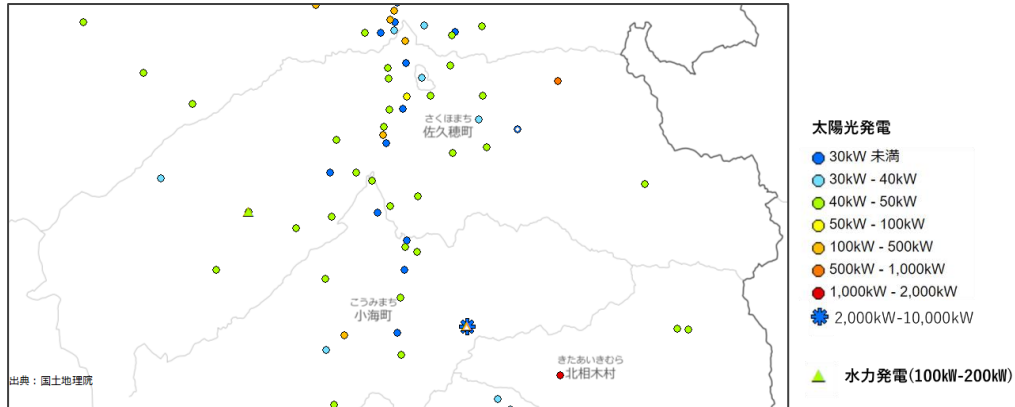 さくほまち
佐久穂町
こうみまち
小海町
きたあいきむら
北相木村
出典：国土地理院
太陽光発電
30kW 未満
30kW - 40kW
40kW - 50kW
50kW - 100kW
100kW - 500kW
500kW - 1,000kW
1,000kW - 2,000kW
2,000kW-10,000kW
水力発電(100kW-200kW)